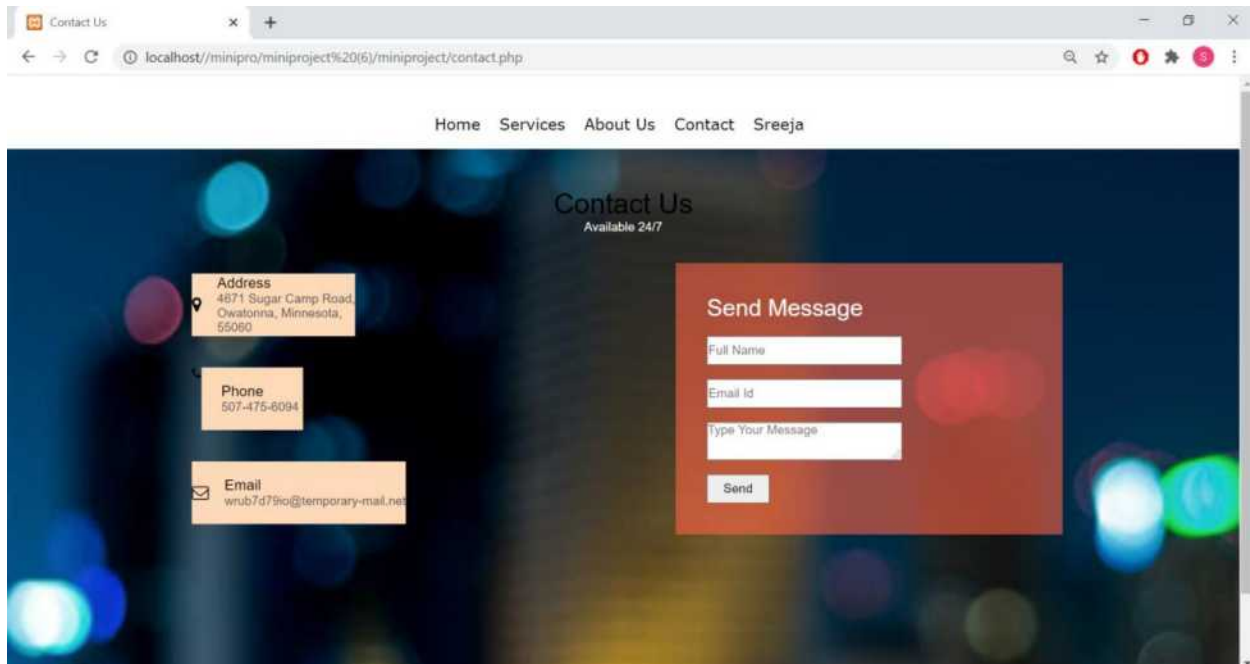 Contact Us
localhost//minipro/miniproject%20(6)/miniproject/contact.php
S
Home Services About Us Contact Sreeja
Contact Us
Available 24/7
Address
4671 Sugar Camp Road,
Owatonna, Minnesota,
55060
Phone
507-475-6094
Email
wrub7d79io@temporary-mail.net
Send Message
Full Name
Email Id
Type Your Message
Send